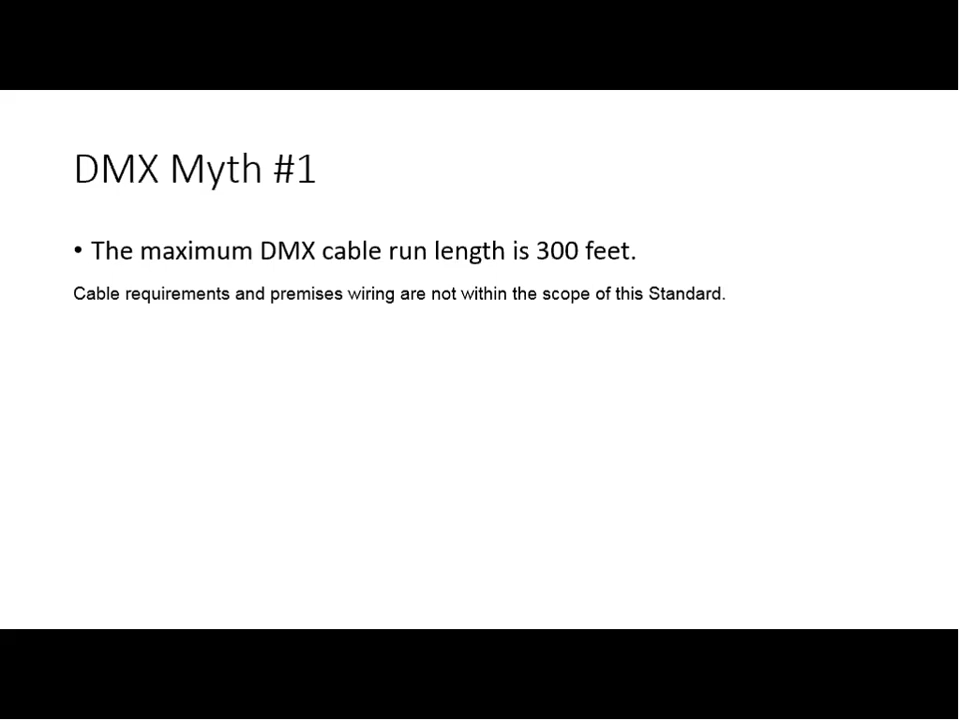 DMX Myth #1
• The maximum DMX cable run length is 300 feet.
Cable requirements and premises wiring are not within the scope of this Standard.